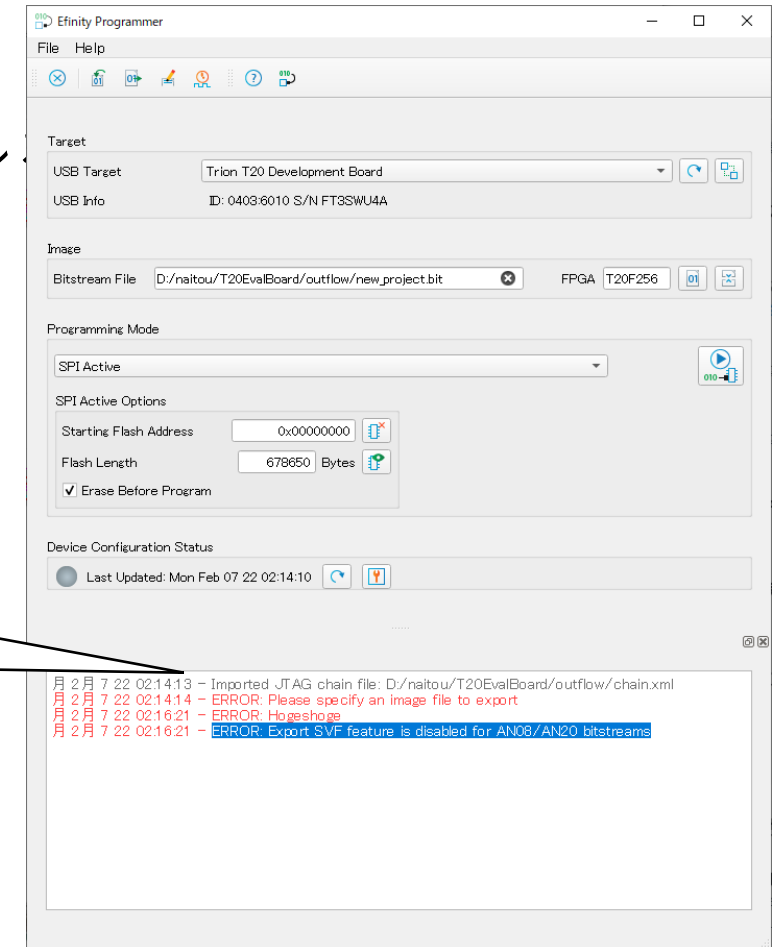 Efinity Programmer
File Help
Target
USB Target Trion T20 Development Board
USB Info ID: 0403:6010 S/N FT3SWU4A
Image
Bitstream File D:/naitou/T20EvalBoard/outflow/new_project.bit FPGA T20F256
Programming Mode
SPI Active
SPI Active Options
Starting Flash Address 0x00000000
Flash Length 678650 Bytes
Erase Before Program
Device Configuration Status
Last Updated: Mon Feb 07 22 02:14:10
月 2月 7 22 02:14:13 - Imported JTAG chain file: D:/naitou/T20EvalBoard/outflow/chain.xml
月 2月 7 22 02:14:14 - ERROR: Please specify an image file to export
月 2月 7 22 02:16:21 - ERROR: Hogeshoge
月 2月 7 22 02:16:21 - ERROR: Export SVF feature is disabled for AN08/AN20 bitstreams